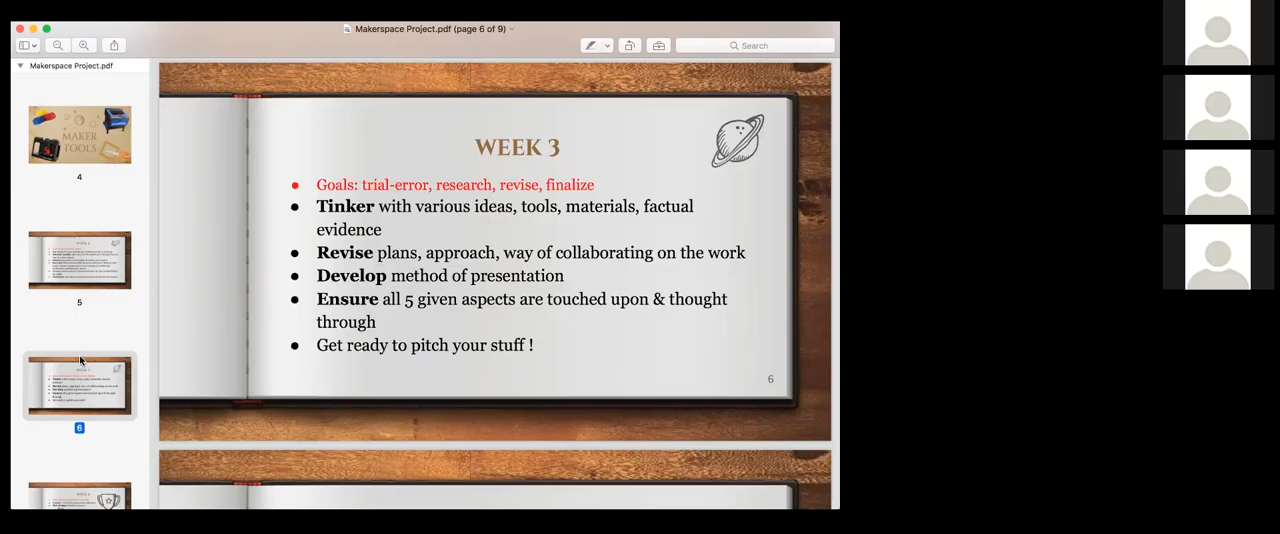 Makerspace Project.pdf (page 6 of 9)
Search
Makerspace Project.pdf
MAKER
TOOLS
4
5
6
WEEK 3
Goals: trial-error, research, revise, finalize
Tinker with various ideas, tools, materials, factual
evidence
Revise plans, approach, way of collaborating on the work
Develop method of presentation
Ensure all 5 given aspects are touched upon & thought
through
Get ready to pitch your stuff !
6